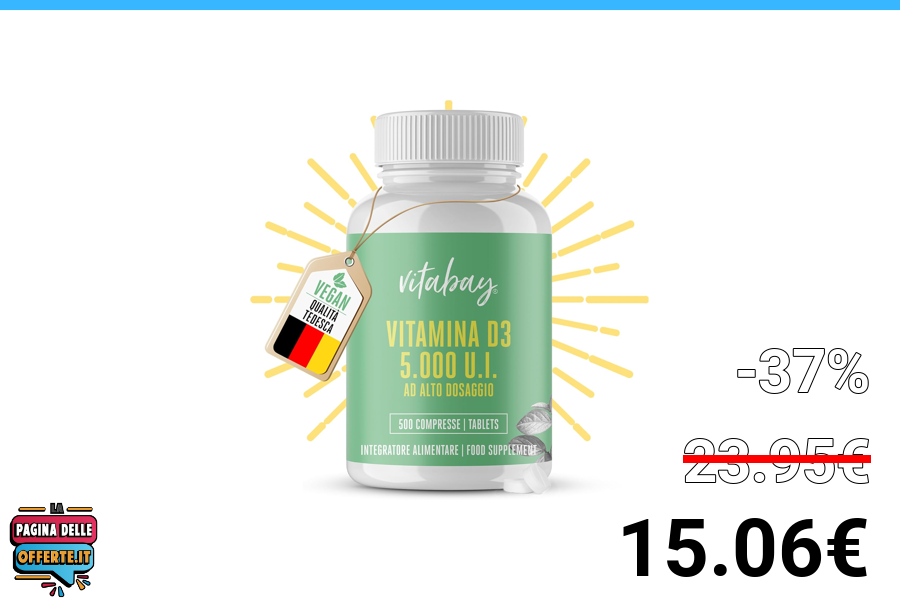 vitabay
VITAMINA D3
5.000 U.I.
AD ALTO DOSAGGIO
500 COMPRESSE | TABLETS
INTEGRATORE ALIMENTARE | FOOD SUPPLEMENT
VEGAN
QUALITÀ
TEDESCA
-37%
23.95€
15.06€
LA
PAGINA DELLE
OFFERTE.IT